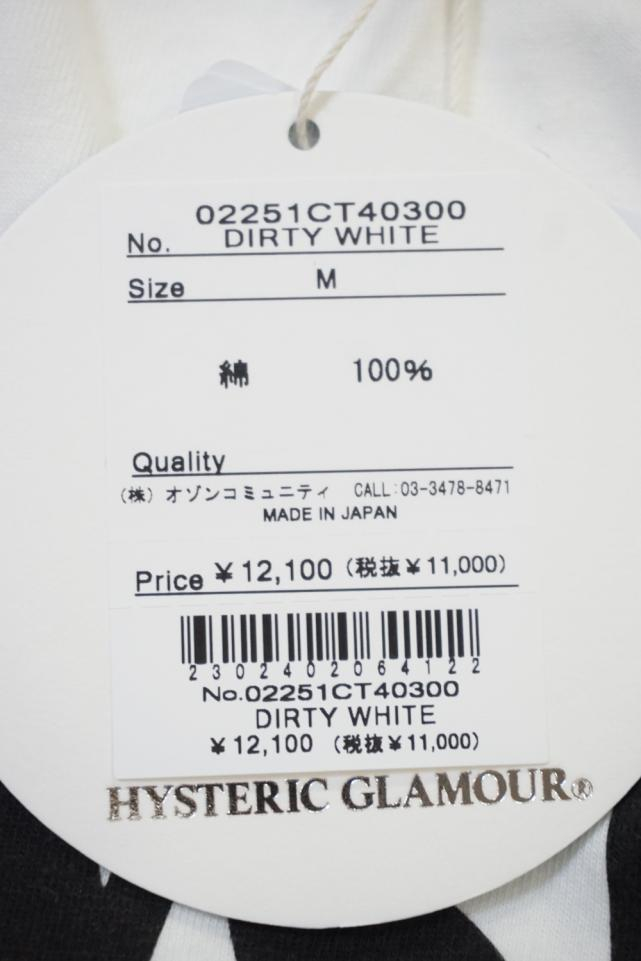 02251CT40300
No. DIRTY WHITE
Size M
綿 100%
Quality
(株) オゾンコミュニティ CALL:03-3478-8471
MADE IN JAPAN
Price ¥12,100 (税抜¥11,000)
2302402064122
No.02251CT40300
DIRTY WHITE
¥12,100 (税抜¥11,000)
HYSTERIC GLAMOUR®